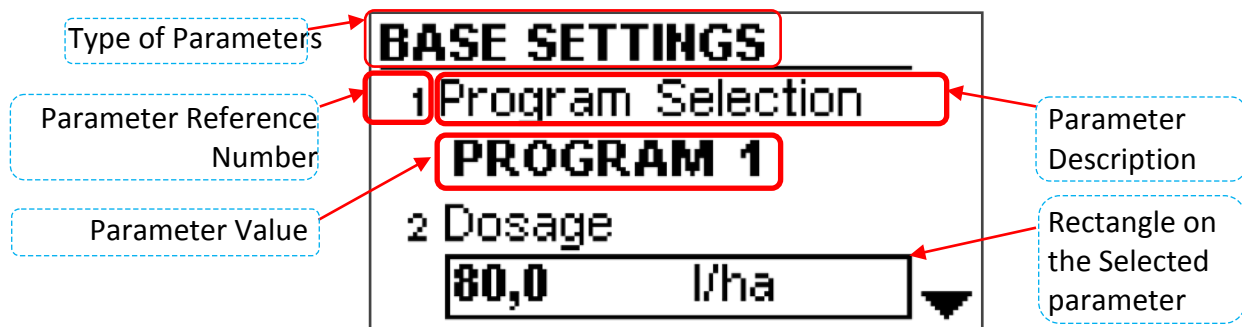 Type of Parameters
Parameter Reference
Number
Parameter Value
BASE SETTINGS
1 Program Selection
PROGRAM 1
2 Dosage
80,0 l/ha
Parameter
Description
Rectangle on
the Selected
parameter